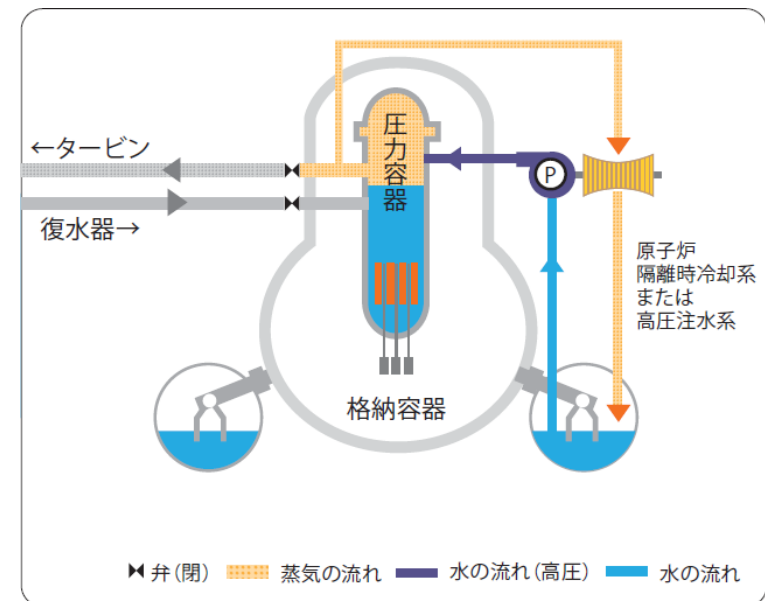 ←タービン
復水器→
圧力容器
P
原子炉
隔離時冷却系
または
高圧注水系
格納容器
弁(閉)
蒸気の流れ
水の流れ(高圧)
水の流れ